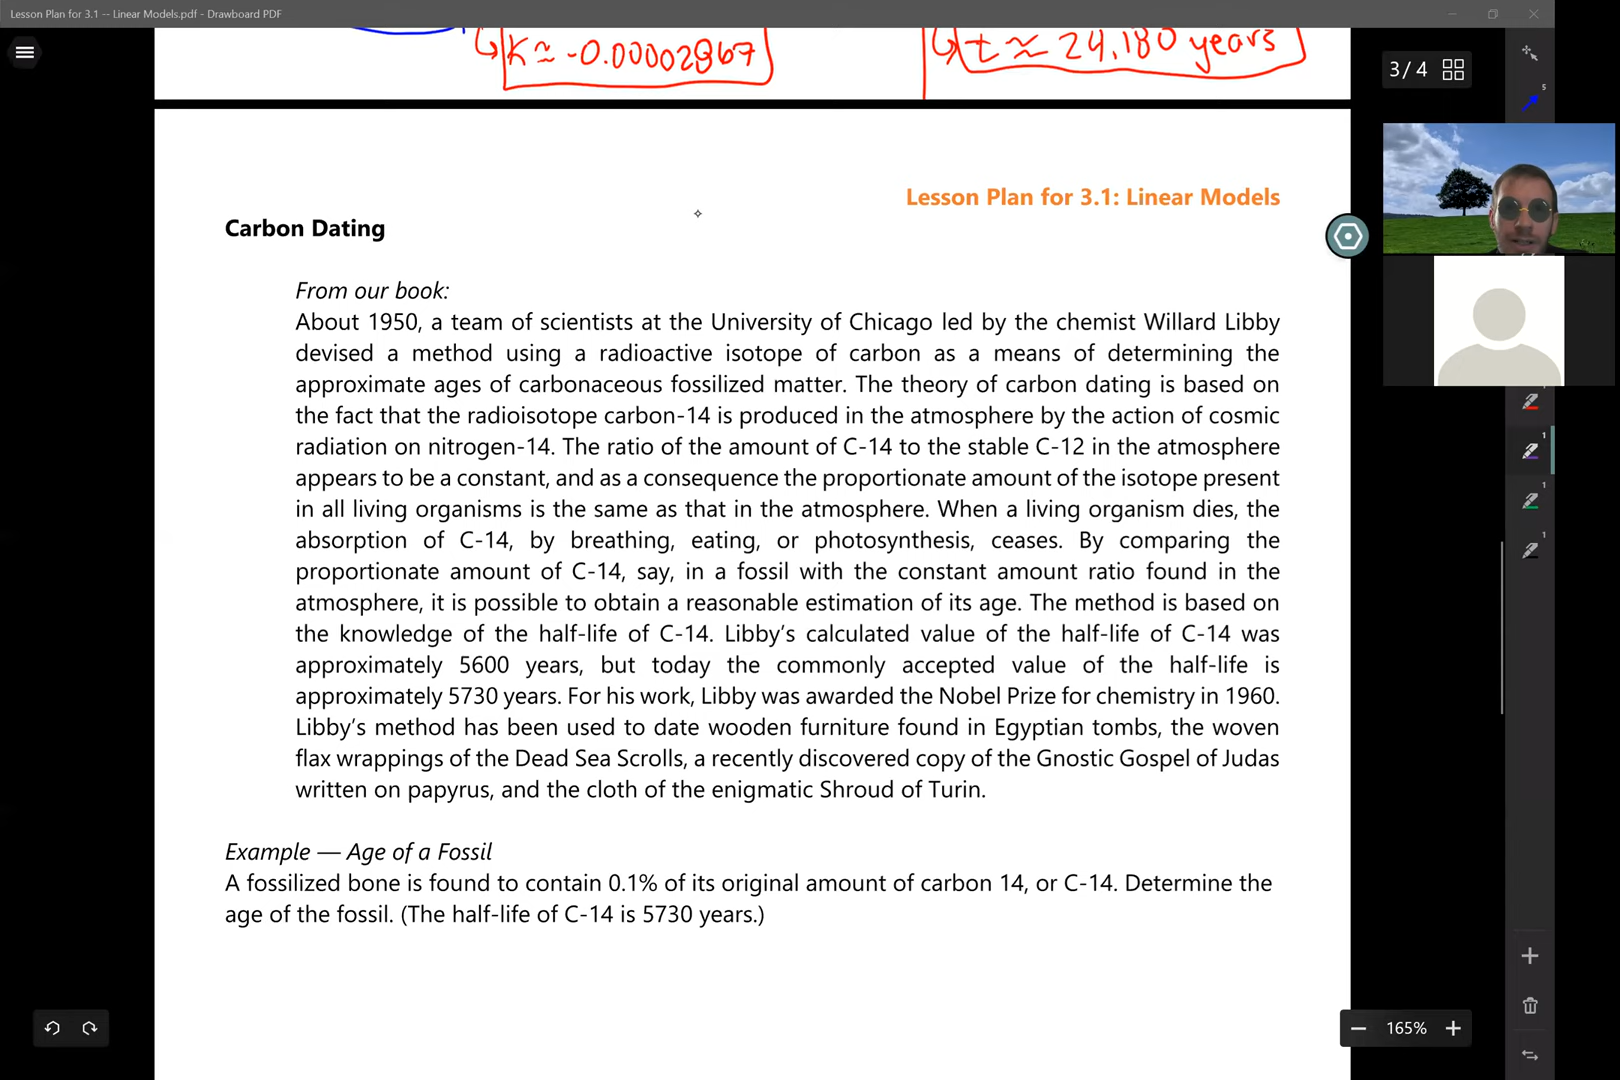 Lesson Plan for 3.1 -- Linear Models.pdf - Drawboard PDF
K ≈ -0.00002867
t ≈ 24,180 years
3 / 4
5
Lesson Plan for 3.1: Linear Models
Carbon Dating
From our book:
About 1950, a team of scientists at the University of Chicago led by the chemist Willard Libby
devised a method using a radioactive isotope of carbon as a means of determining the
approximate ages of carbonaceous fossilized matter. The theory of carbon dating is based on
the fact that the radioisotope carbon-14 is produced in the atmosphere by the action of cosmic
radiation on nitrogen-14. The ratio of the amount of C-14 to the stable C-12 in the atmosphere
appears to be a constant, and as a consequence the proportionate amount of the isotope present
in all living organisms is the same as that in the atmosphere. When a living organism dies, the
absorption of C-14, by breathing, eating, or photosynthesis, ceases. By comparing the
proportionate amount of C-14, say, in a fossil with the constant amount ratio found in the
atmosphere, it is possible to obtain a reasonable estimation of its age. The method is based on
the knowledge of the half-life of C-14. Libby's calculated value of the half-life of C-14 was
approximately 5600 years, but today the commonly accepted value of the half-life is
approximately 5730 years. For his work, Libby was awarded the Nobel Prize for chemistry in 1960.
Libby's method has been used to date wooden furniture found in Egyptian tombs, the woven
flax wrappings of the Dead Sea Scrolls, a recently discovered copy of the Gnostic Gospel of Judas
written on papyrus, and the cloth of the enigmatic Shroud of Turin.
Example — Age of a Fossil
A fossilized bone is found to contain 0.1% of its original amount of carbon 14, or C-14. Determine the
age of the fossil. (The half-life of C-14 is 5730 years.)
1
1
1
165%